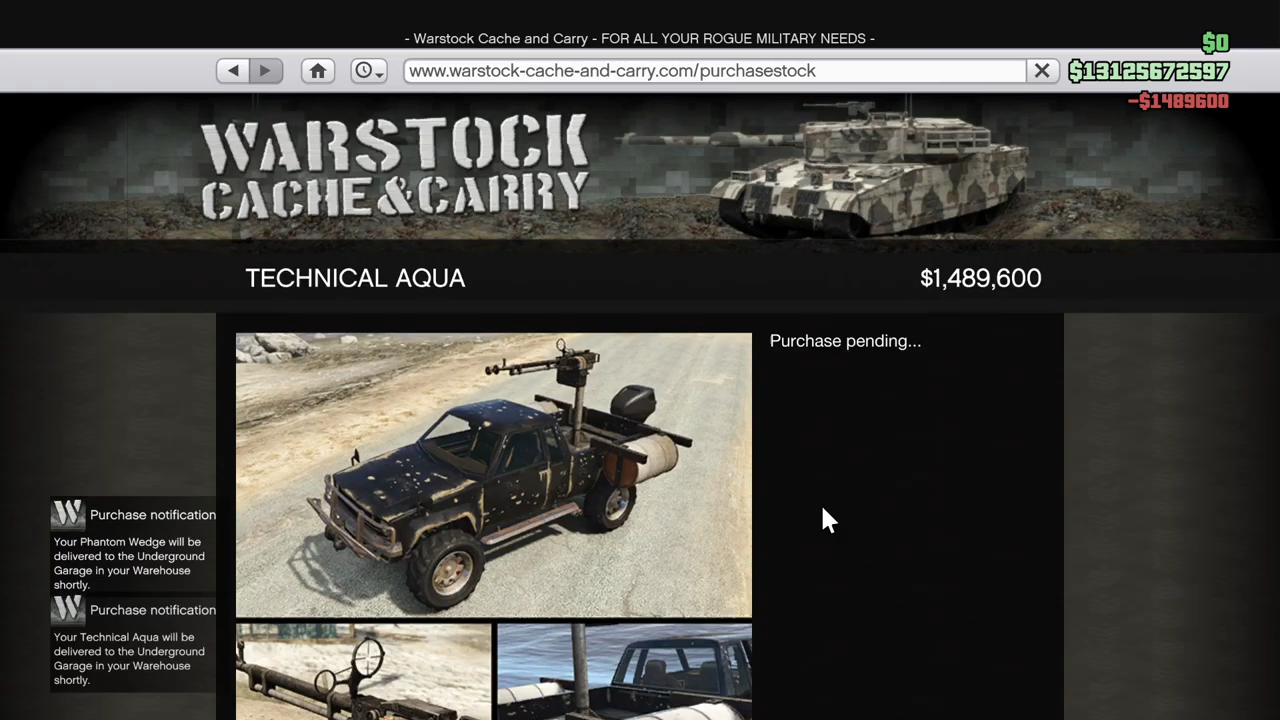 - Warstock Cache and Carry - FOR ALL YOUR ROGUE MILITARY NEEDS -
$0
www.warstock-cache-and-carry.com/purchasestock
$13125672597
-$1489600
WARSTOCK
CACHE&CARRY
TECHNICAL AQUA
$1,489,600
Purchase pending...
W
Purchase notification
Your Phantom Wedge will be
delivered to the Underground
Garage in your Warehouse
shortly.
W
Purchase notification
Your Technical Aqua will be
delivered to the Underground
Garage in your Warehouse
shortly.